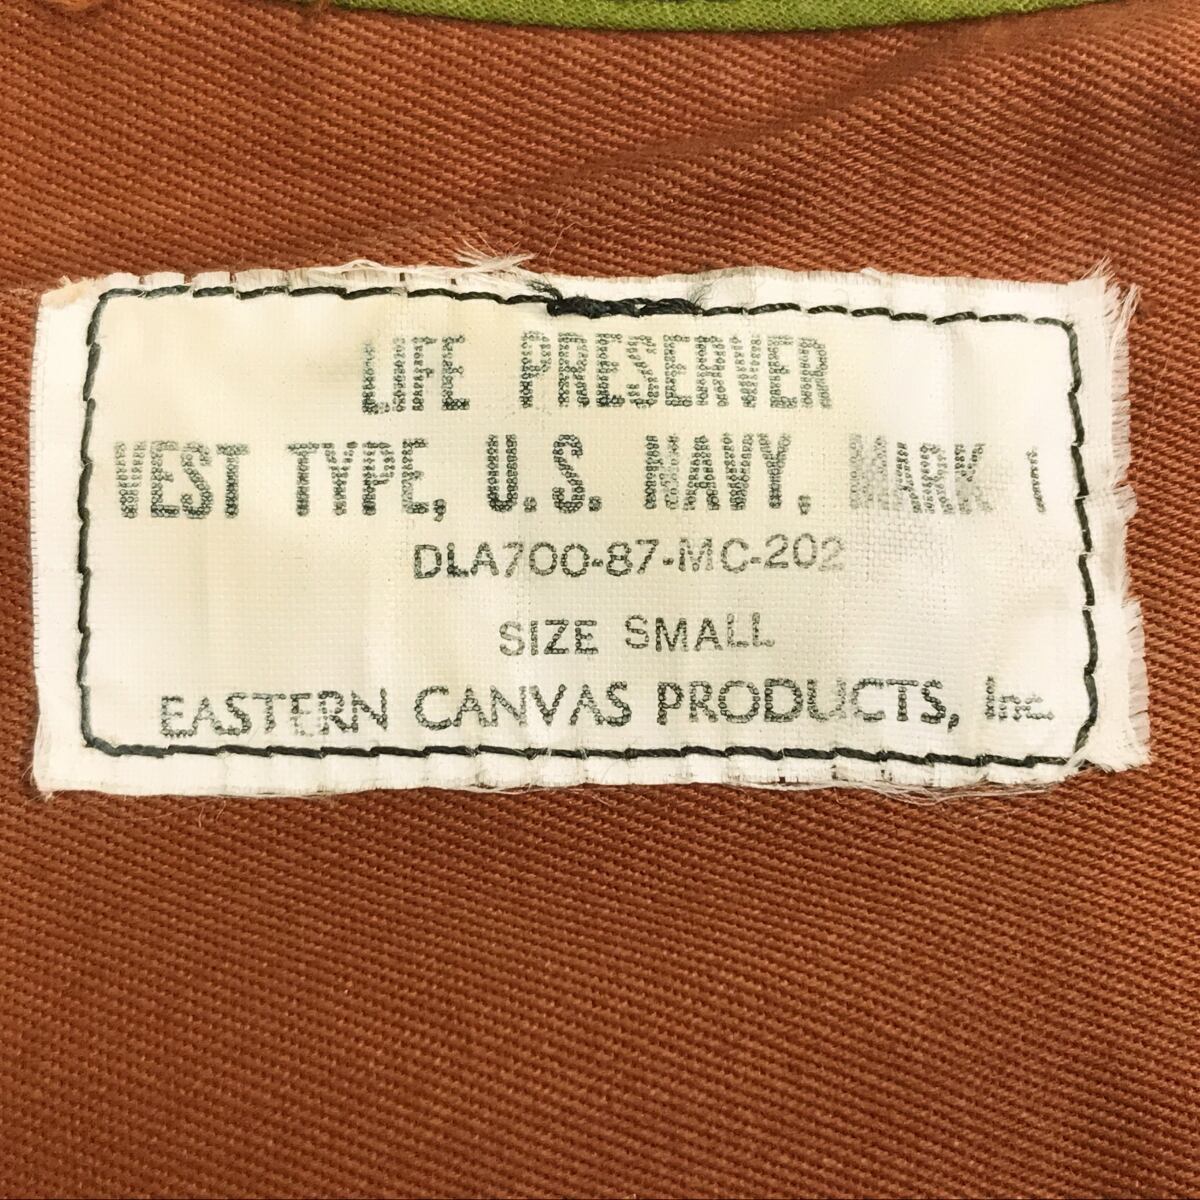 LIFE PRESERVER
VEST TYPE, U.S. NAVY, MARK 1
DLA700-87-MC-202
SIZE SMALL
EASTERN CANVAS PRODUCTS, Inc.